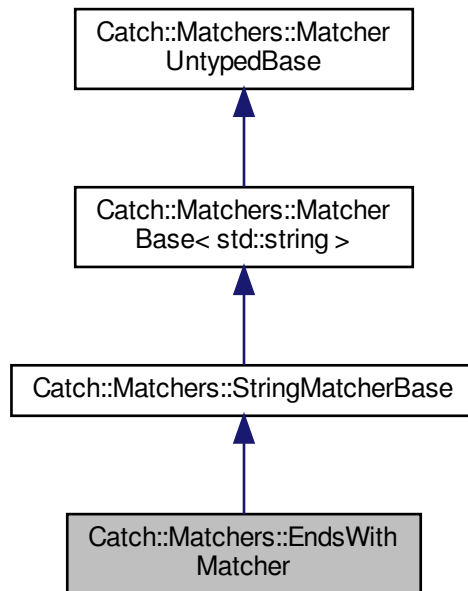 Catch::Matchers::Matcher
UntypedBase
Catch::Matchers::Matcher
Base< std::string >
Catch::Matchers::StringMatcherBase
Catch::Matchers::EndsWith
Matcher